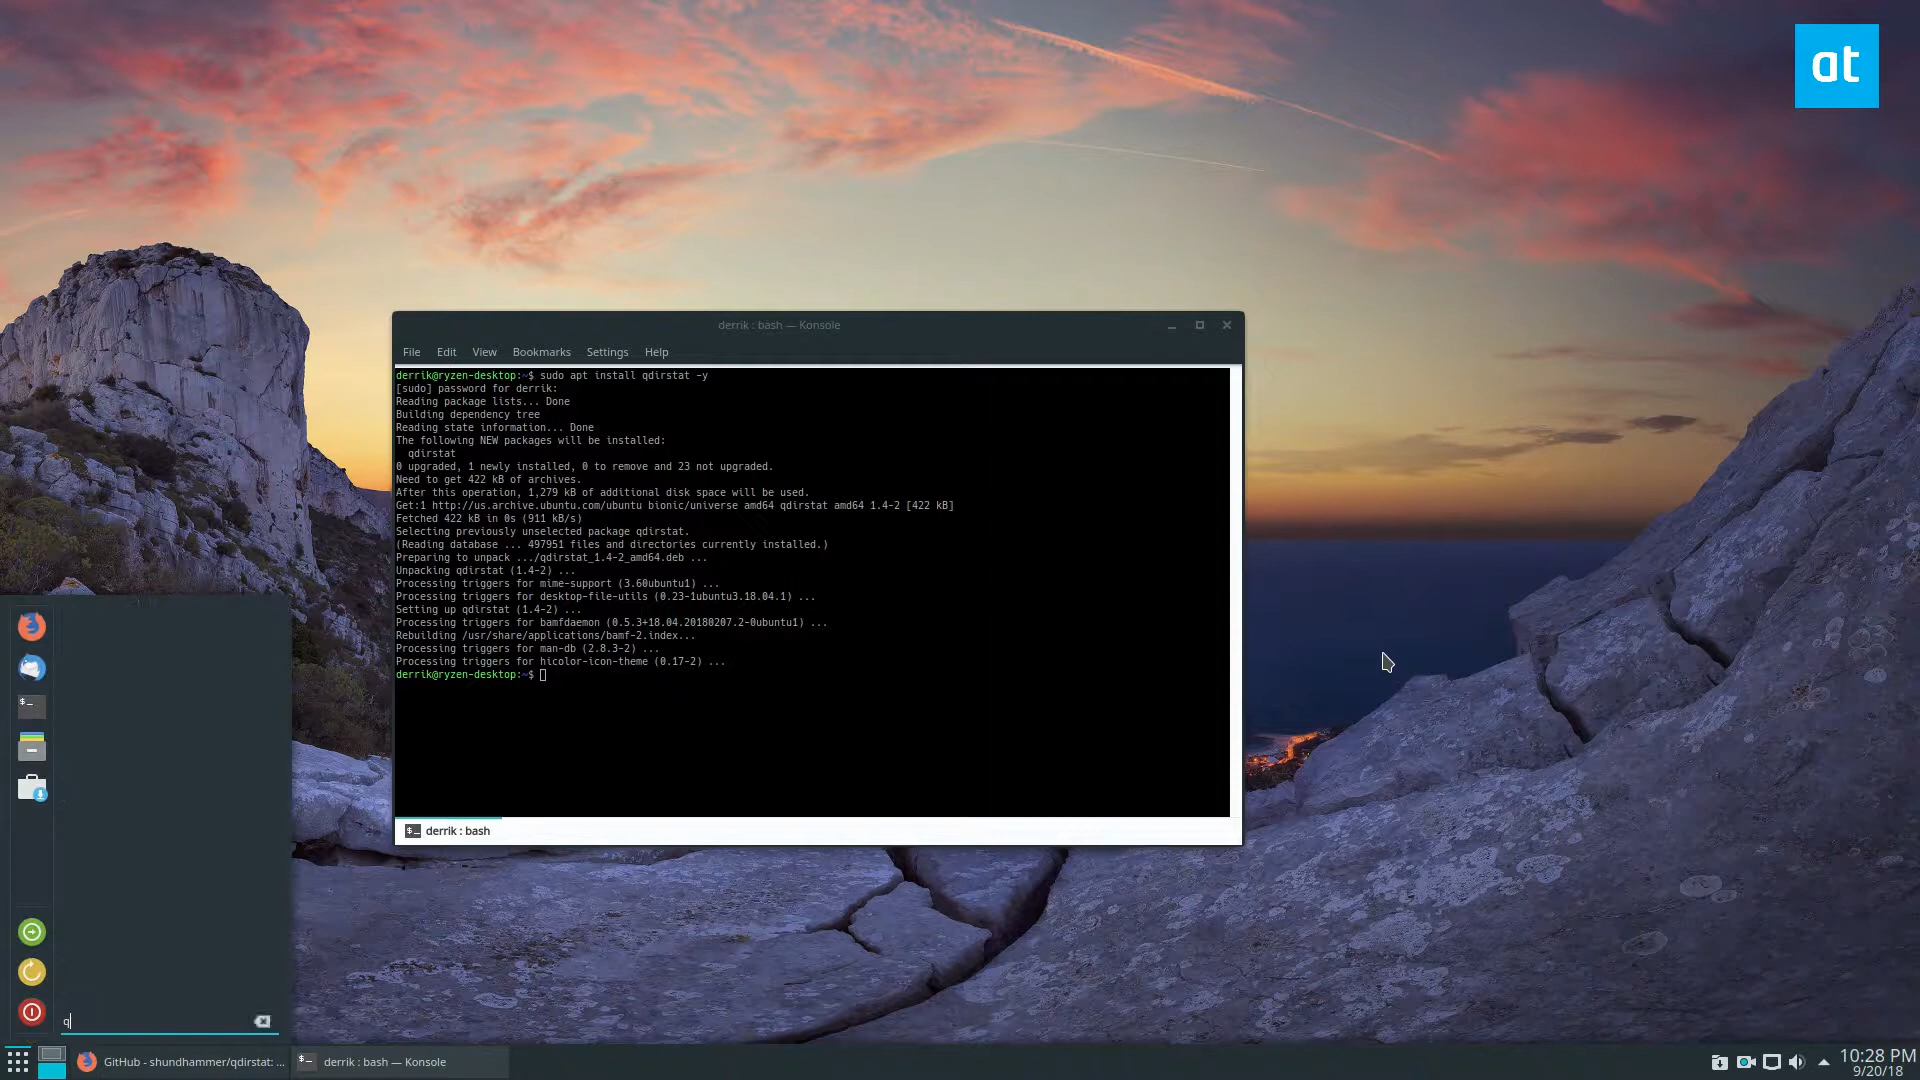 at
derrik : bash — Konsole
File Edit View Bookmarks Settings Help
derrik@ryzen-desktop:~$ sudo apt install qdirstat -y
[sudo] password for derrik:
Reading package lists... Done
Building dependency tree
Reading state information... Done
The following NEW packages will be installed:
qdirstat
0 upgraded, 1 newly installed, 0 to remove and 23 not upgraded.
Need to get 422 kB of archives.
After this operation, 1,279 kB of additional disk space will be used.
Get:1 http://us.archive.ubuntu.com/ubuntu bionic/universe amd64 qdirstat amd64 1.4-2 [422 kB]
Fetched 422 kB in 0s (911 kB/s)
Selecting previously unselected package qdirstat.
(Reading database ... 497951 files and directories currently installed.)
Preparing to unpack .../qdirstat_1.4-2_amd64.deb ...
Unpacking qdirstat (1.4-2) ...
Processing triggers for mime-support (3.60ubuntu1) ...
Processing triggers for desktop-file-utils (0.23-1ubuntu3.18.04.1) ...
Setting up qdirstat (1.4-2) ...
Processing triggers for bamfdaemon (0.5.3+18.04.20180207.2-0ubuntu1) ...
Rebuilding /usr/share/applications/bamf-2.index...
Processing triggers for man-db (2.8.3-2) ...
Processing triggers for hicolor-icon-theme (0.17-2) ...
derrik@ryzen-desktop:~$
derrik : bash
q
GitHub - shundhammer/qdirstat: ...
derrik : bash — Konsole
10:28 PM
9/20/18